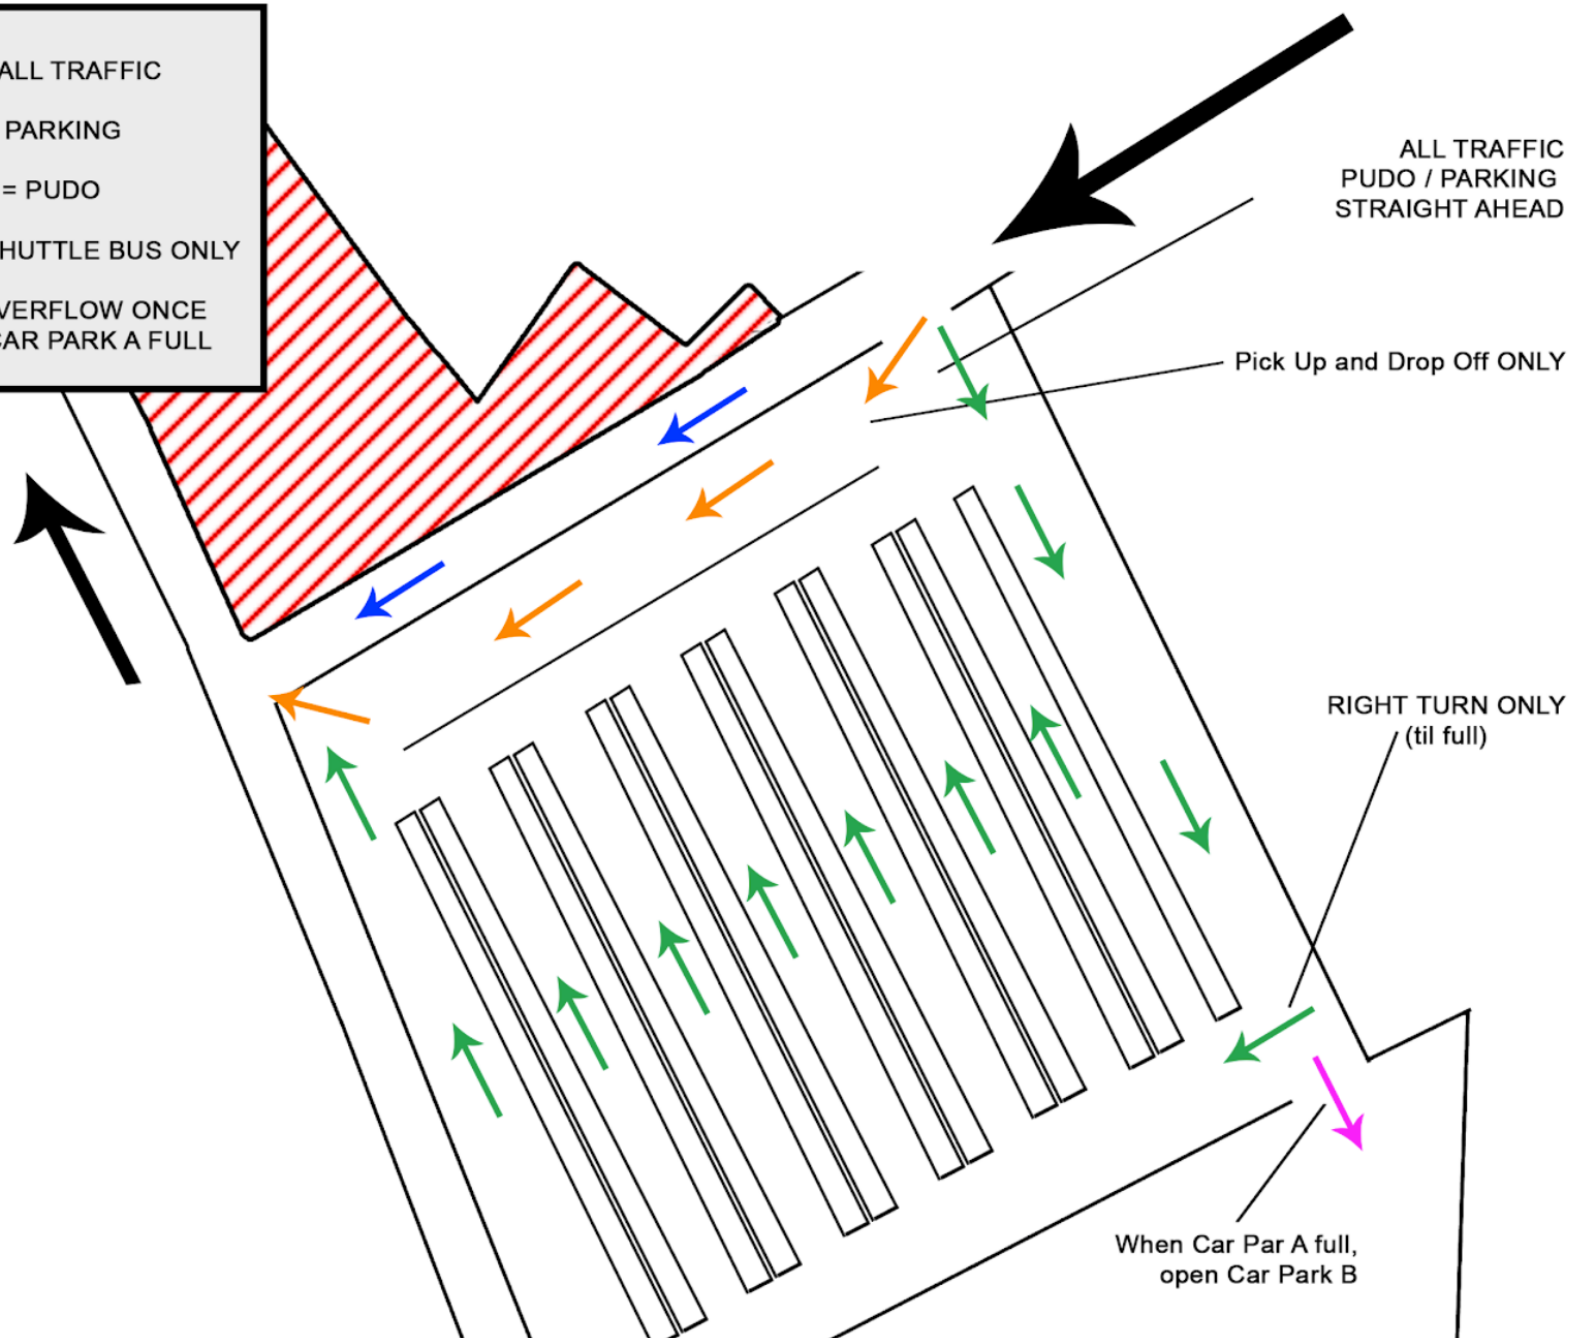 ALL TRAFFIC
PARKING
= PUDO
HUTTLE BUS ONLY
VERFLOW ONCE
CAR PARK A FULL
ALL TRAFFIC
PUDO / PARKING
STRAIGHT AHEAD
Pick Up and Drop Off ONLY
RIGHT TURN ONLY
(til full)
When Car Par A full,
open Car Park B